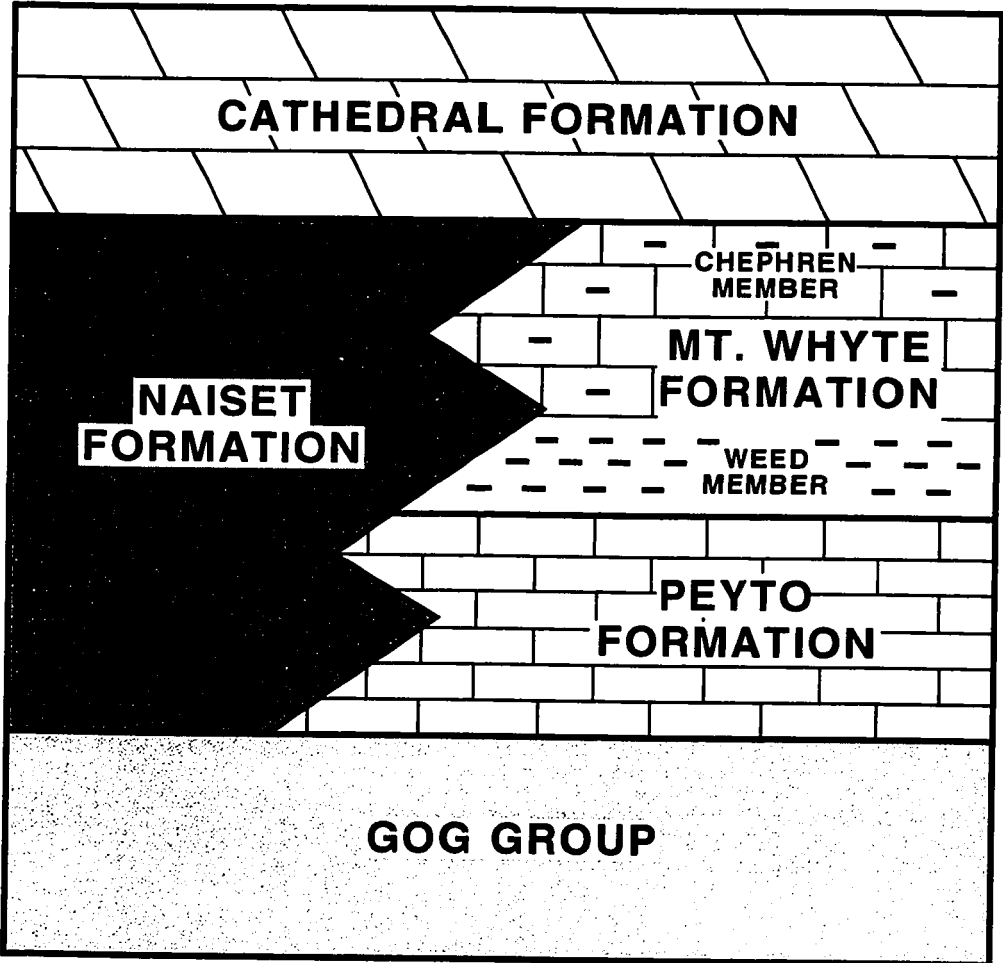 CATHEDRAL FORMATION
CHEPHREN
MEMBER
MT. WHYTE
FORMATION
NAISET
FORMATION
WEED
MEMBER
PEYTO
FORMATION
GOG GROUP